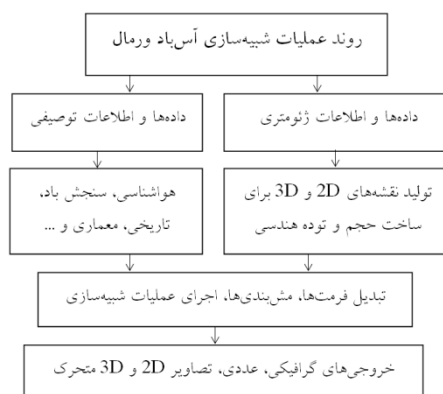 روند عملیات شبیه‌سازی آس‌باد ورمال
داده‌ها و اطلاعات ژئومتری
داده‌ها و اطلاعات توصیفی
تولید نقشه‌های 2D و 3D برای
ساخت حجم و توده هندسی
هواشناسی، سنجش باد،
تاریخی، معماری و ...
تبدیل فرمت‌ها، مش‌بندی‌ها، اجرای عملیات شبیه‌سازی
خروجی‌های گرافیکی، عددی، تصاویر 2D و 3D متحرک